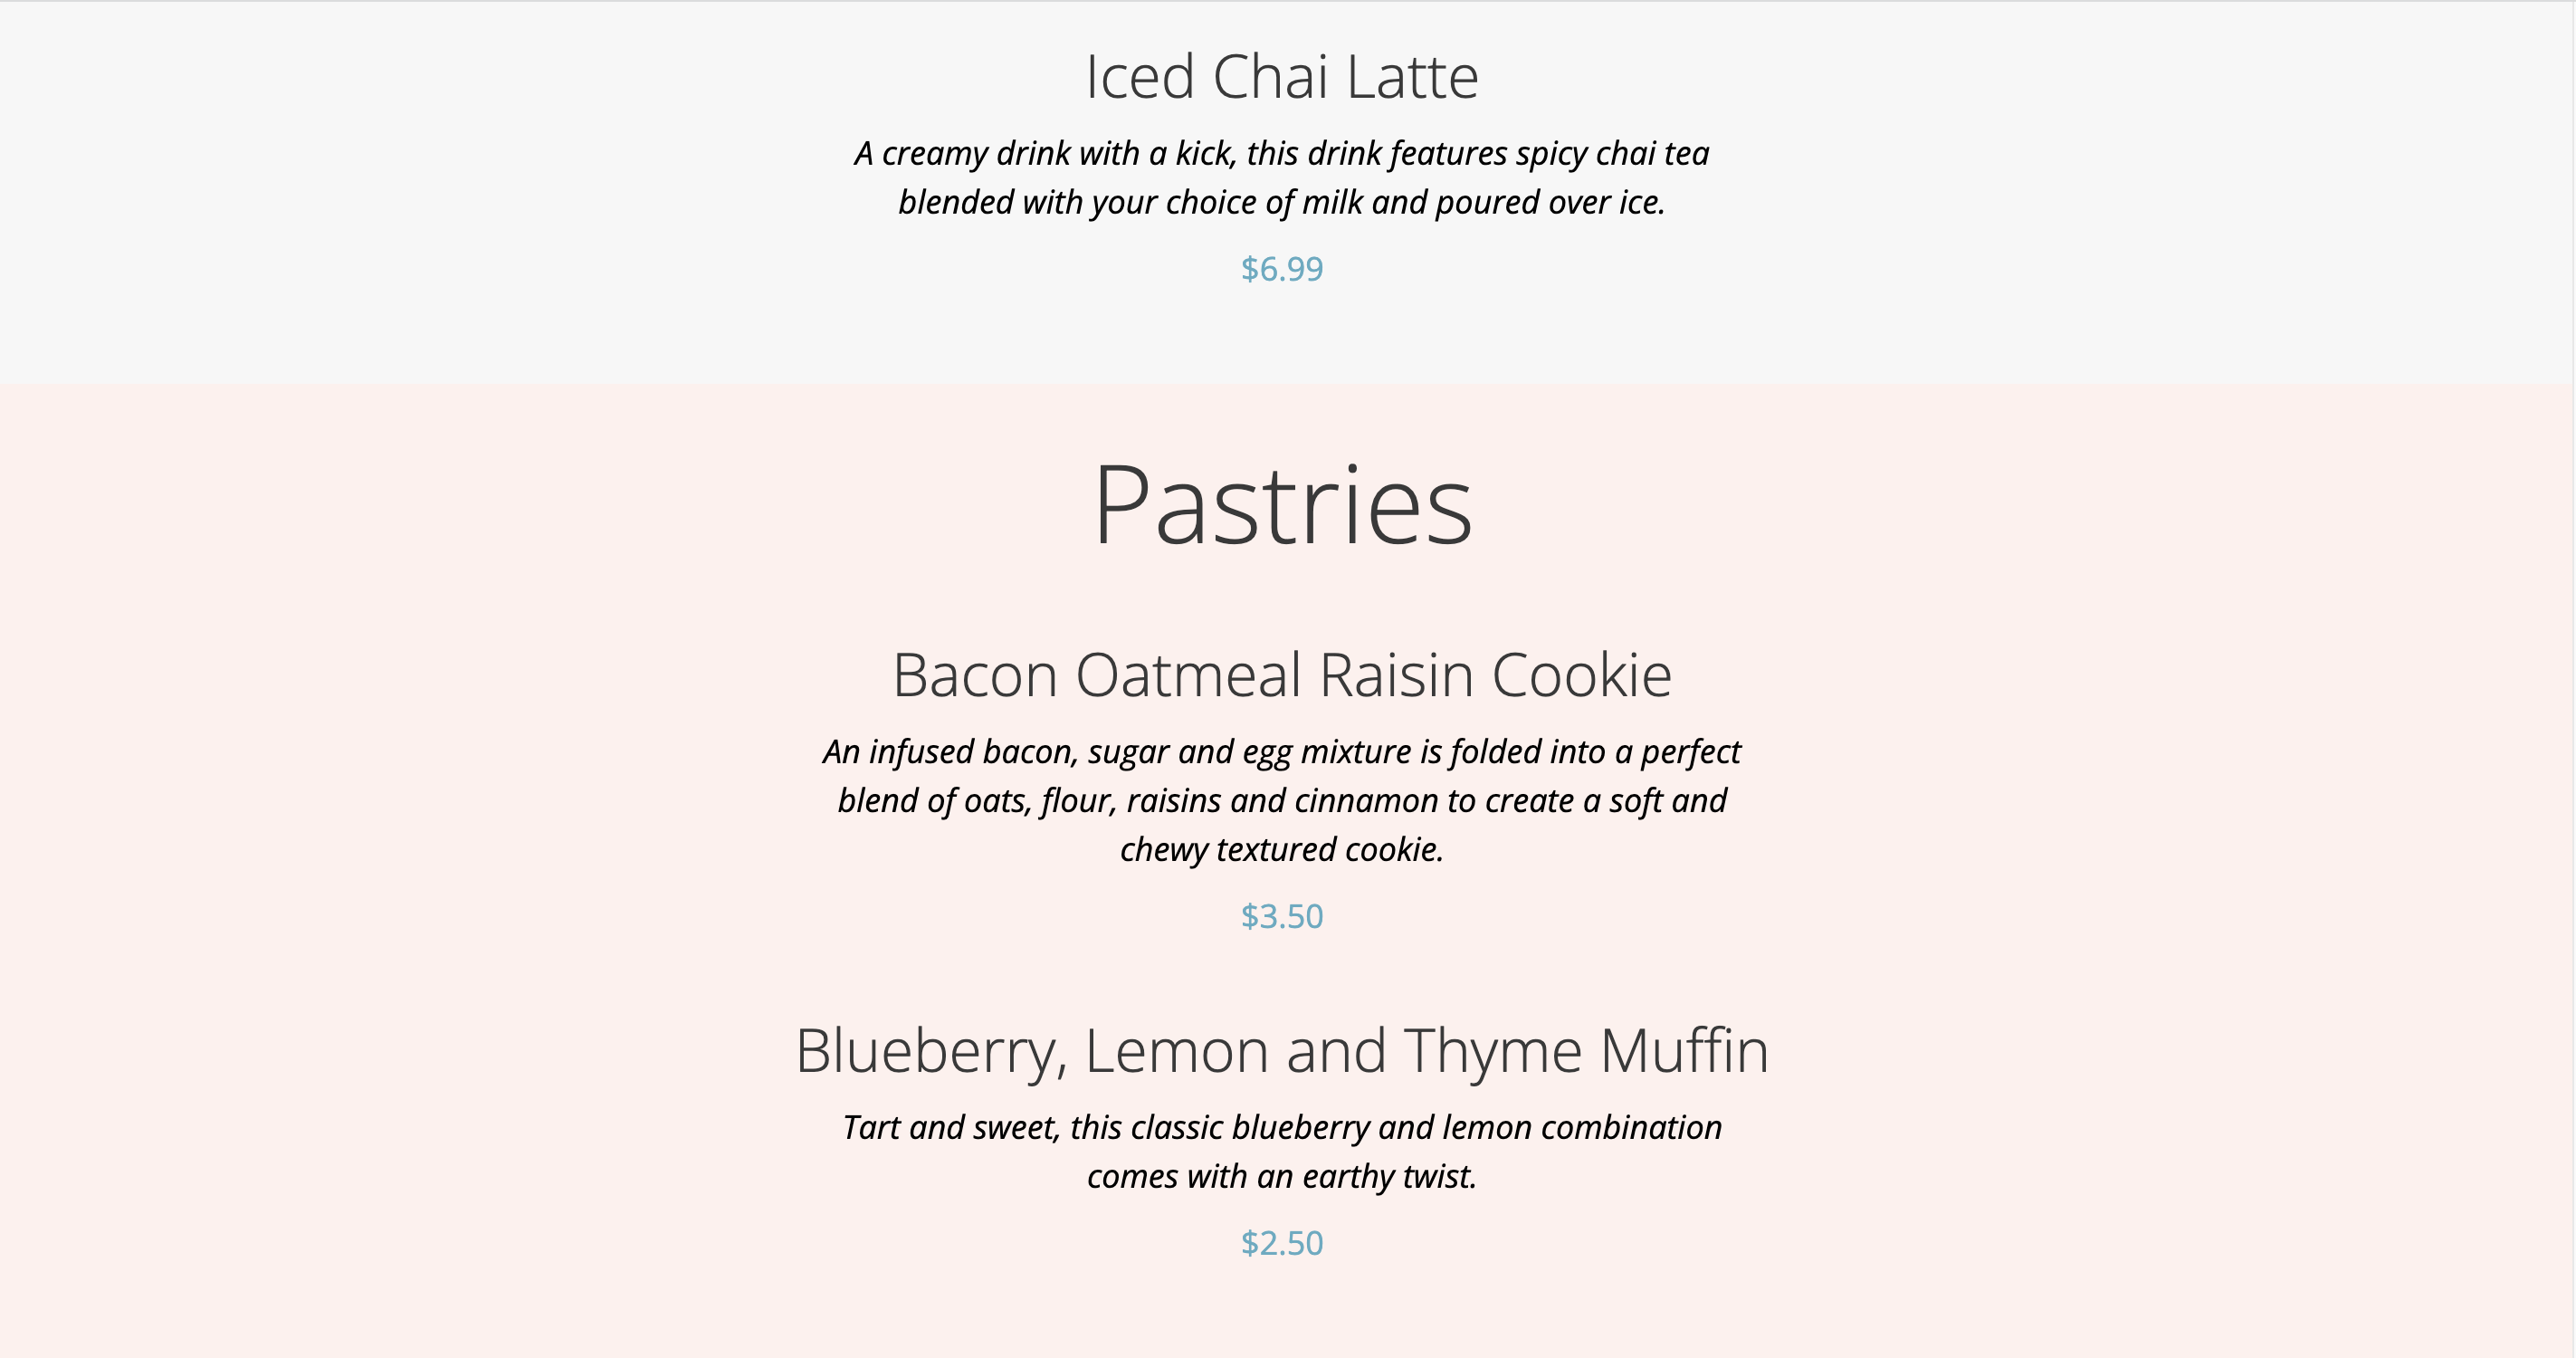 Iced Chai Latte
A creamy drink with a kick, this drink features spicy chai tea
blended with your choice of milk and poured over ice.
$6.99
Pastries
Bacon Oatmeal Raisin Cookie
An infused bacon, sugar and egg mixture is folded into a perfect
blend of oats, flour, raisins and cinnamon to create a soft and
chewy textured cookie.
$3.50
Blueberry, Lemon and Thyme Muffin
Tart and sweet, this classic blueberry and lemon combination
comes with an earthy twist.
$2.50